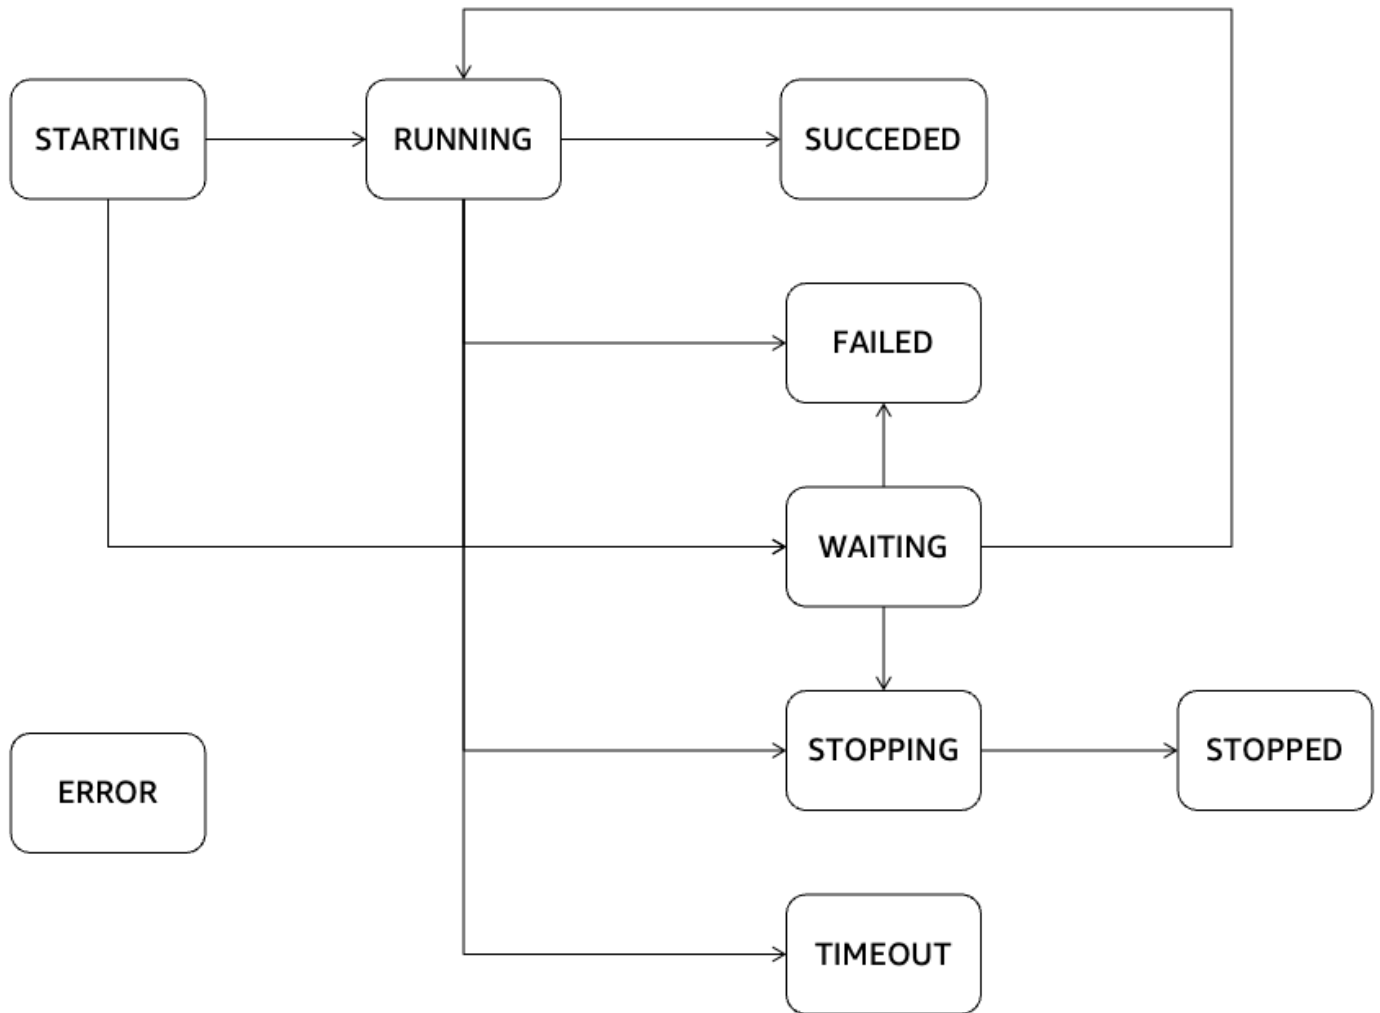 STARTING
RUNNING
SUCCEDED
FAILED
WAITING
STOPPING
STOPPED
ERROR
TIMEOUT